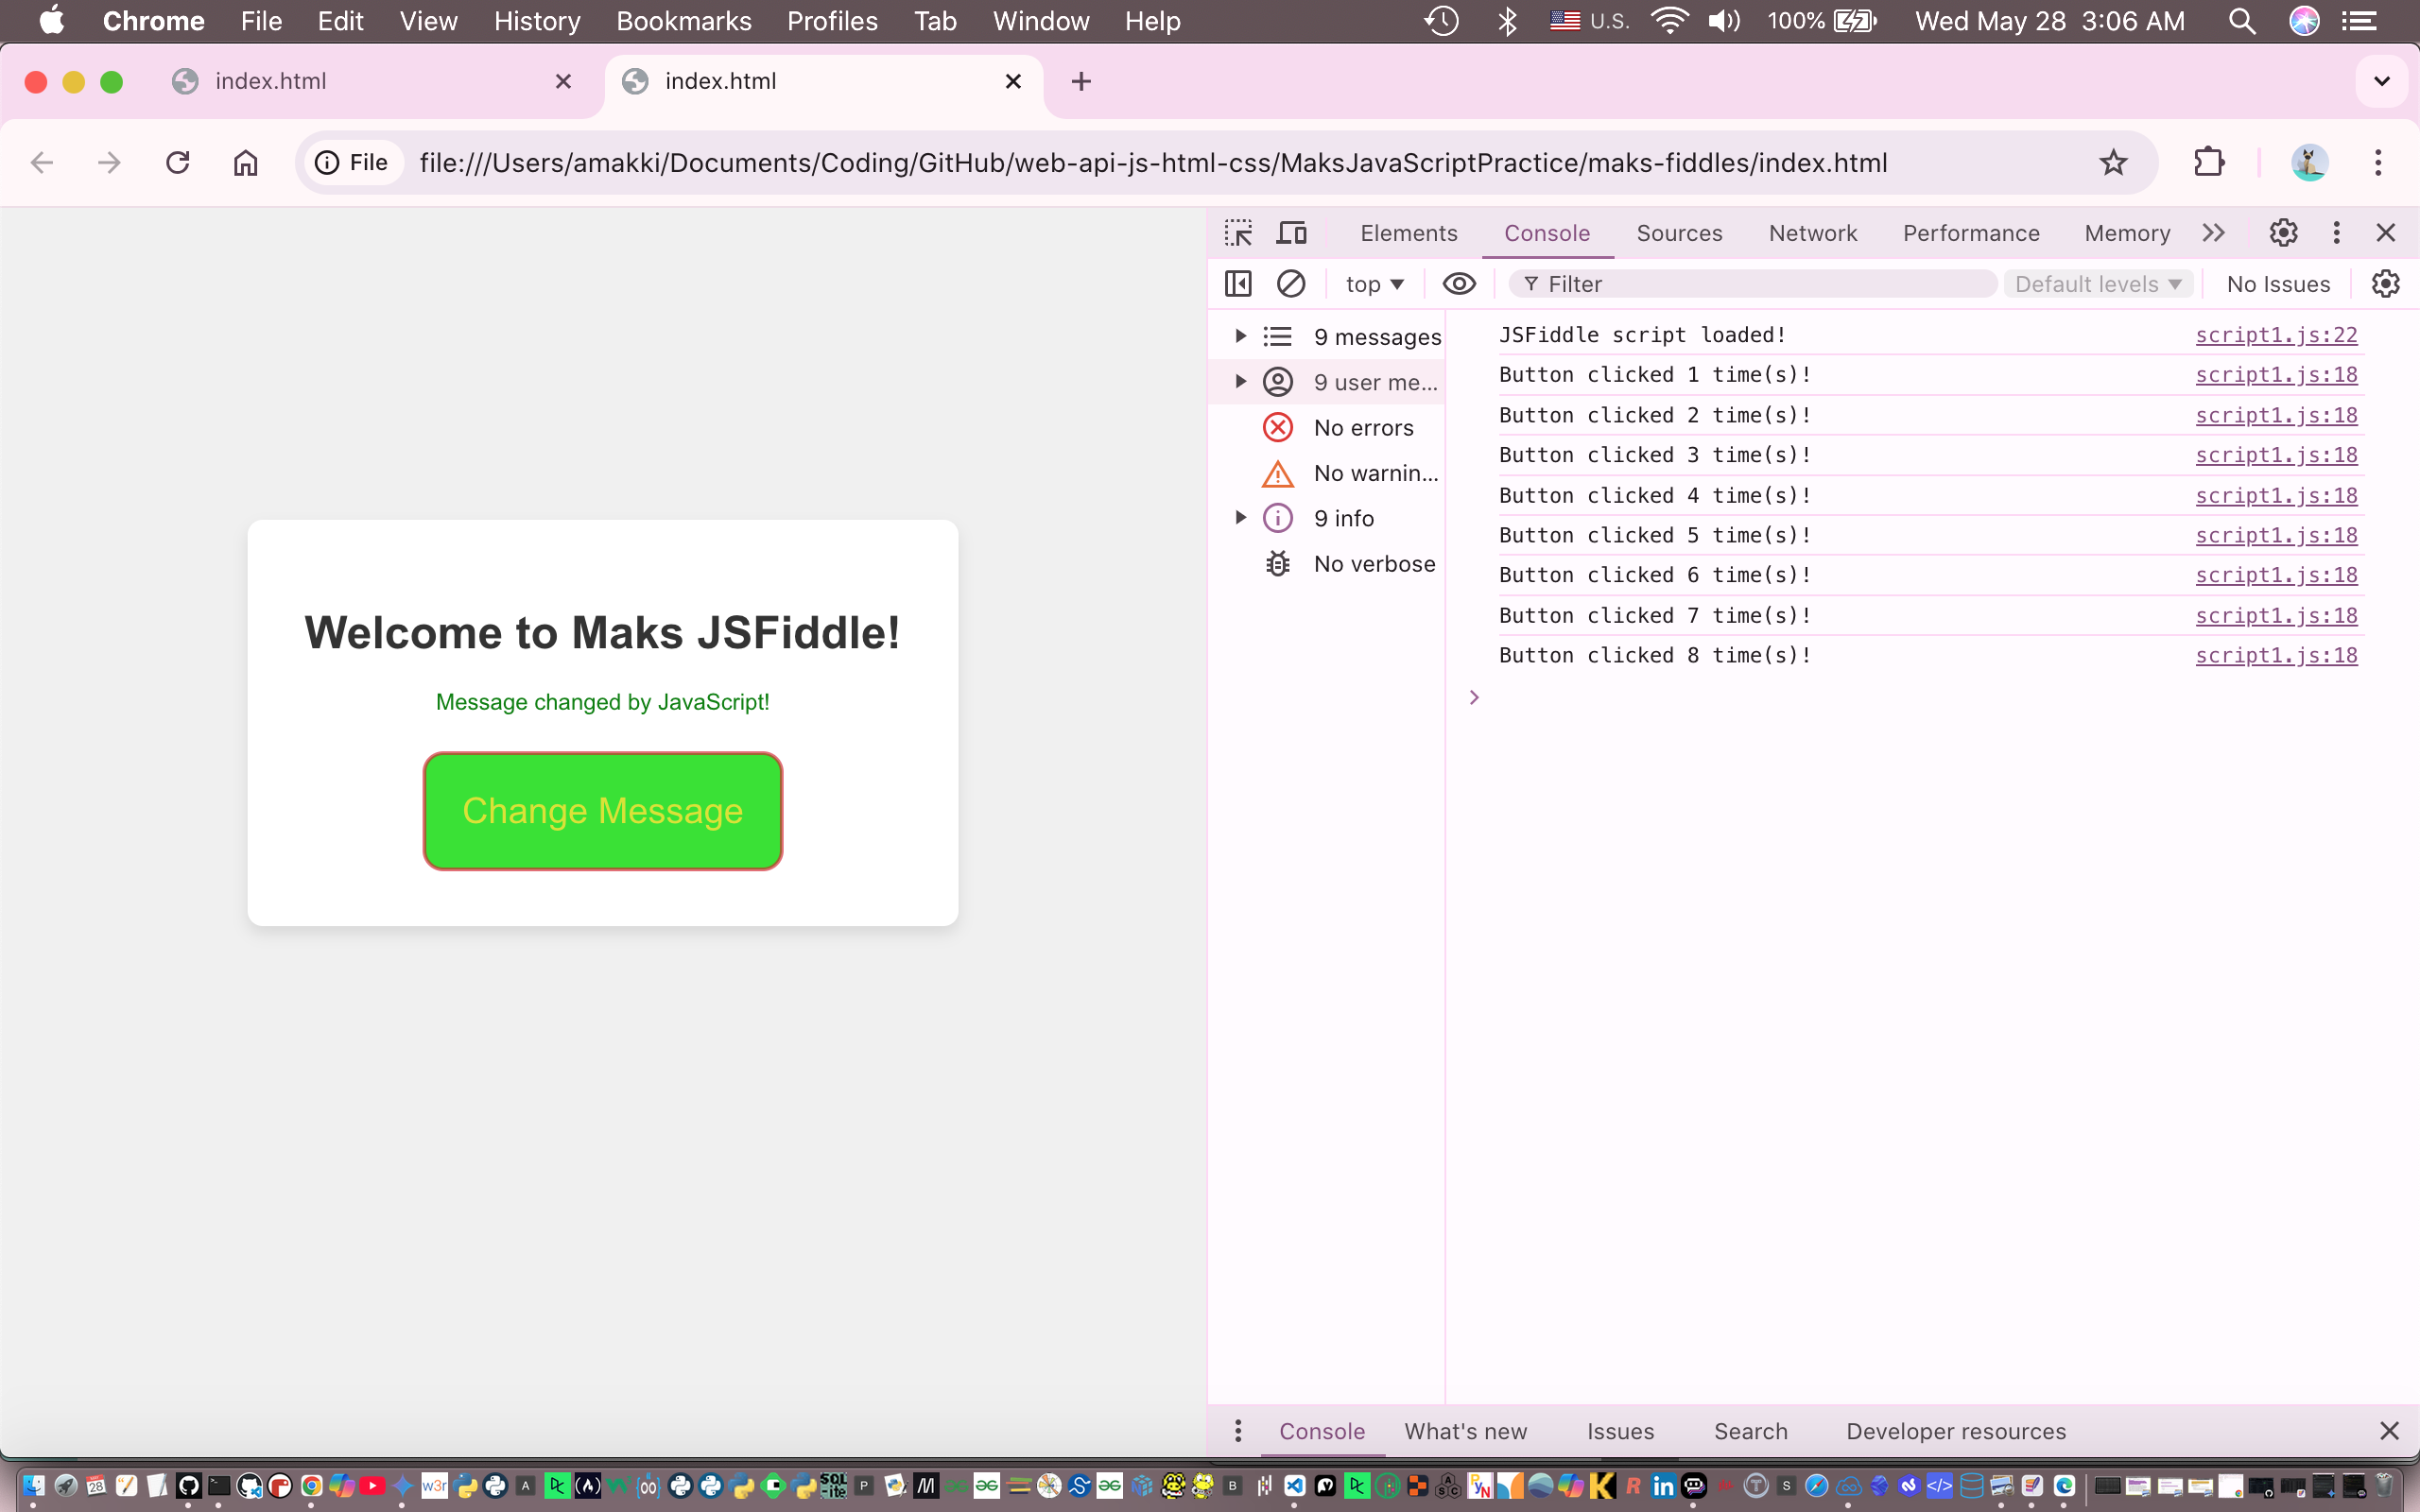 Chrome File Edit View History Bookmarks Profiles Tab Window Help U.S. 100% Wed May 28 3:06 AM
index.html index.html
File file:///Users/amakki/Documents/Coding/GitHub/web-api-js-html-css/MaksJavaScriptPractice/maks-fiddles/index.html
Elements Console Sources Network Performance Memory
top Filter Default levels No Issues
9 messages
9 user me...
No errors
No warnin...
9 info
No verbose
JSFiddle script loaded! script1.js:22
Button clicked 1 time(s)! script1.js:18
Button clicked 2 time(s)! script1.js:18
Button clicked 3 time(s)! script1.js:18
Button clicked 4 time(s)! script1.js:18
Button clicked 5 time(s)! script1.js:18
Button clicked 6 time(s)! script1.js:18
Button clicked 7 time(s)! script1.js:18
Button clicked 8 time(s)! script1.js:18
Welcome to Maks JSFiddle!
Message changed by JavaScript!
Change Message
Console What's new Issues Search Developer resources